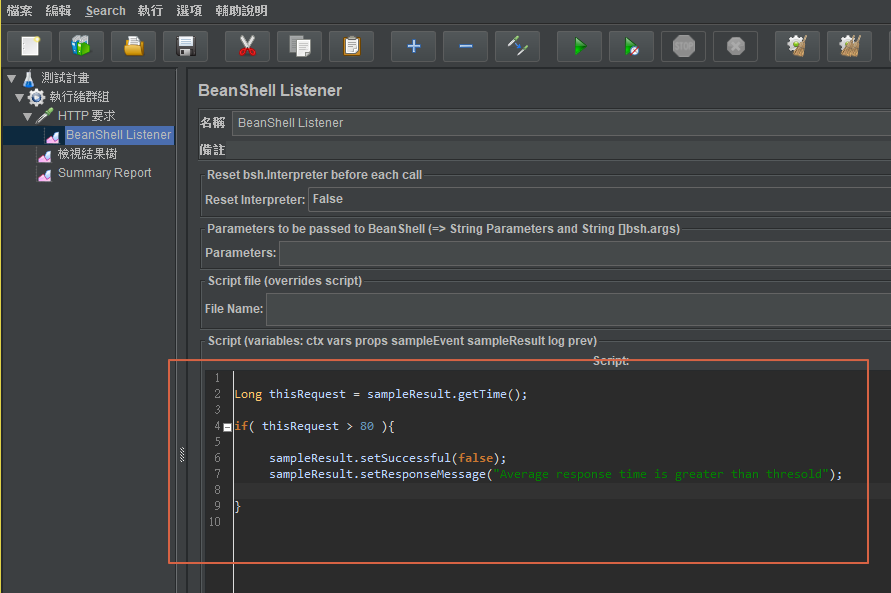 檔案 編輯 Search 執行 選項 輔助說明
STOP
測試計畫
執行緒群組
HTTP 要求
BeanShell Listener
檢視結果樹
Summary Report
BeanShell Listener
名稱 BeanShell Listener
備註
Reset bsh.Interpreter before each call
Reset Interpreter: False
Parameters to be passed to BeanShell (=> String Parameters and String []bsh.args)
Parameters:
Script file (overrides script)
File Name:
Script (variables: ctx vars props sampleEvent sampleResult log prev)
Script:
1
2 Long thisRequest = sampleResult.getTime();
3
4 if( thisRequest > 80 ){
5
6 sampleResult.setSuccessful(false);
7 sampleResult.setResponseMessage("Average response time is greater than thresold");
8
9 }
10